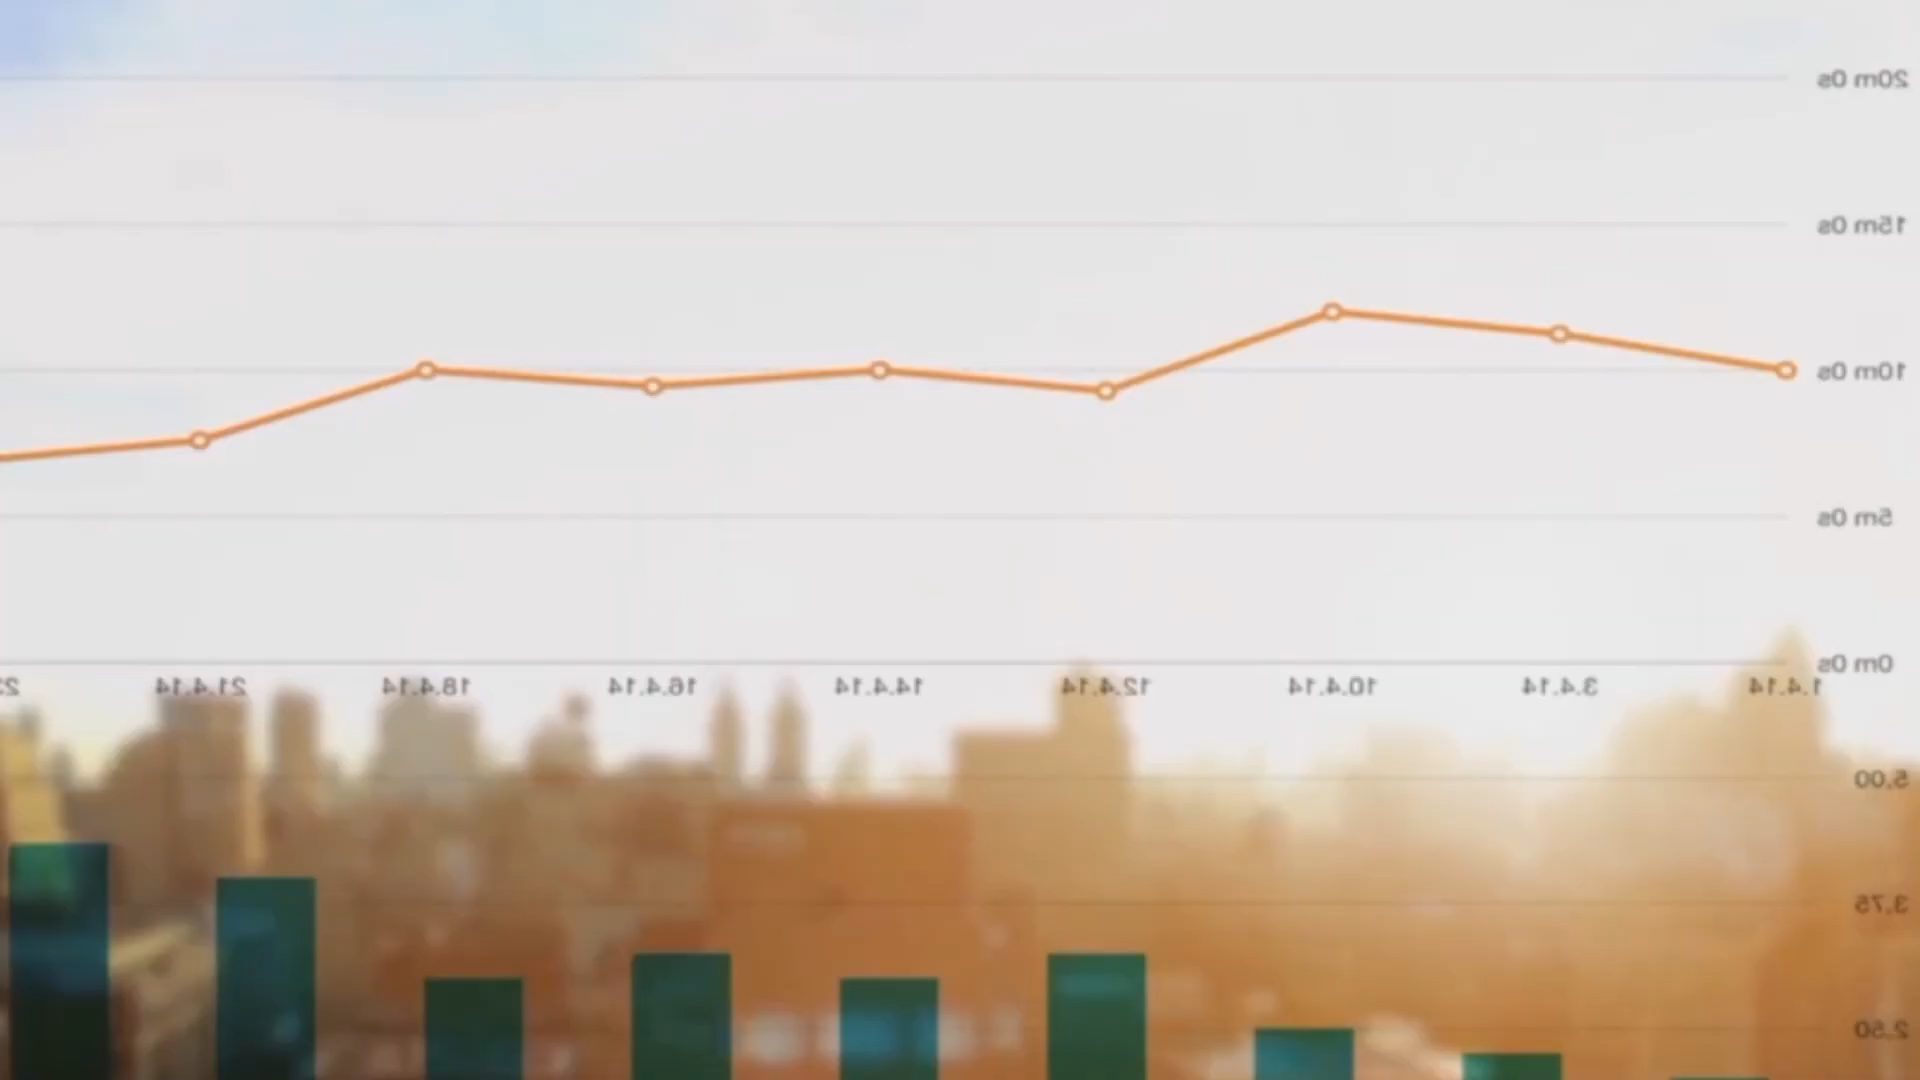 20m 0s
15m 0s
10m 0s
5m 0s
0m 0s
1.4.14 3.4.14 10.4.14 12.4.14 14.4.14 16.4.14 18.4.14 21.4.14
5,00
3,75
2,50